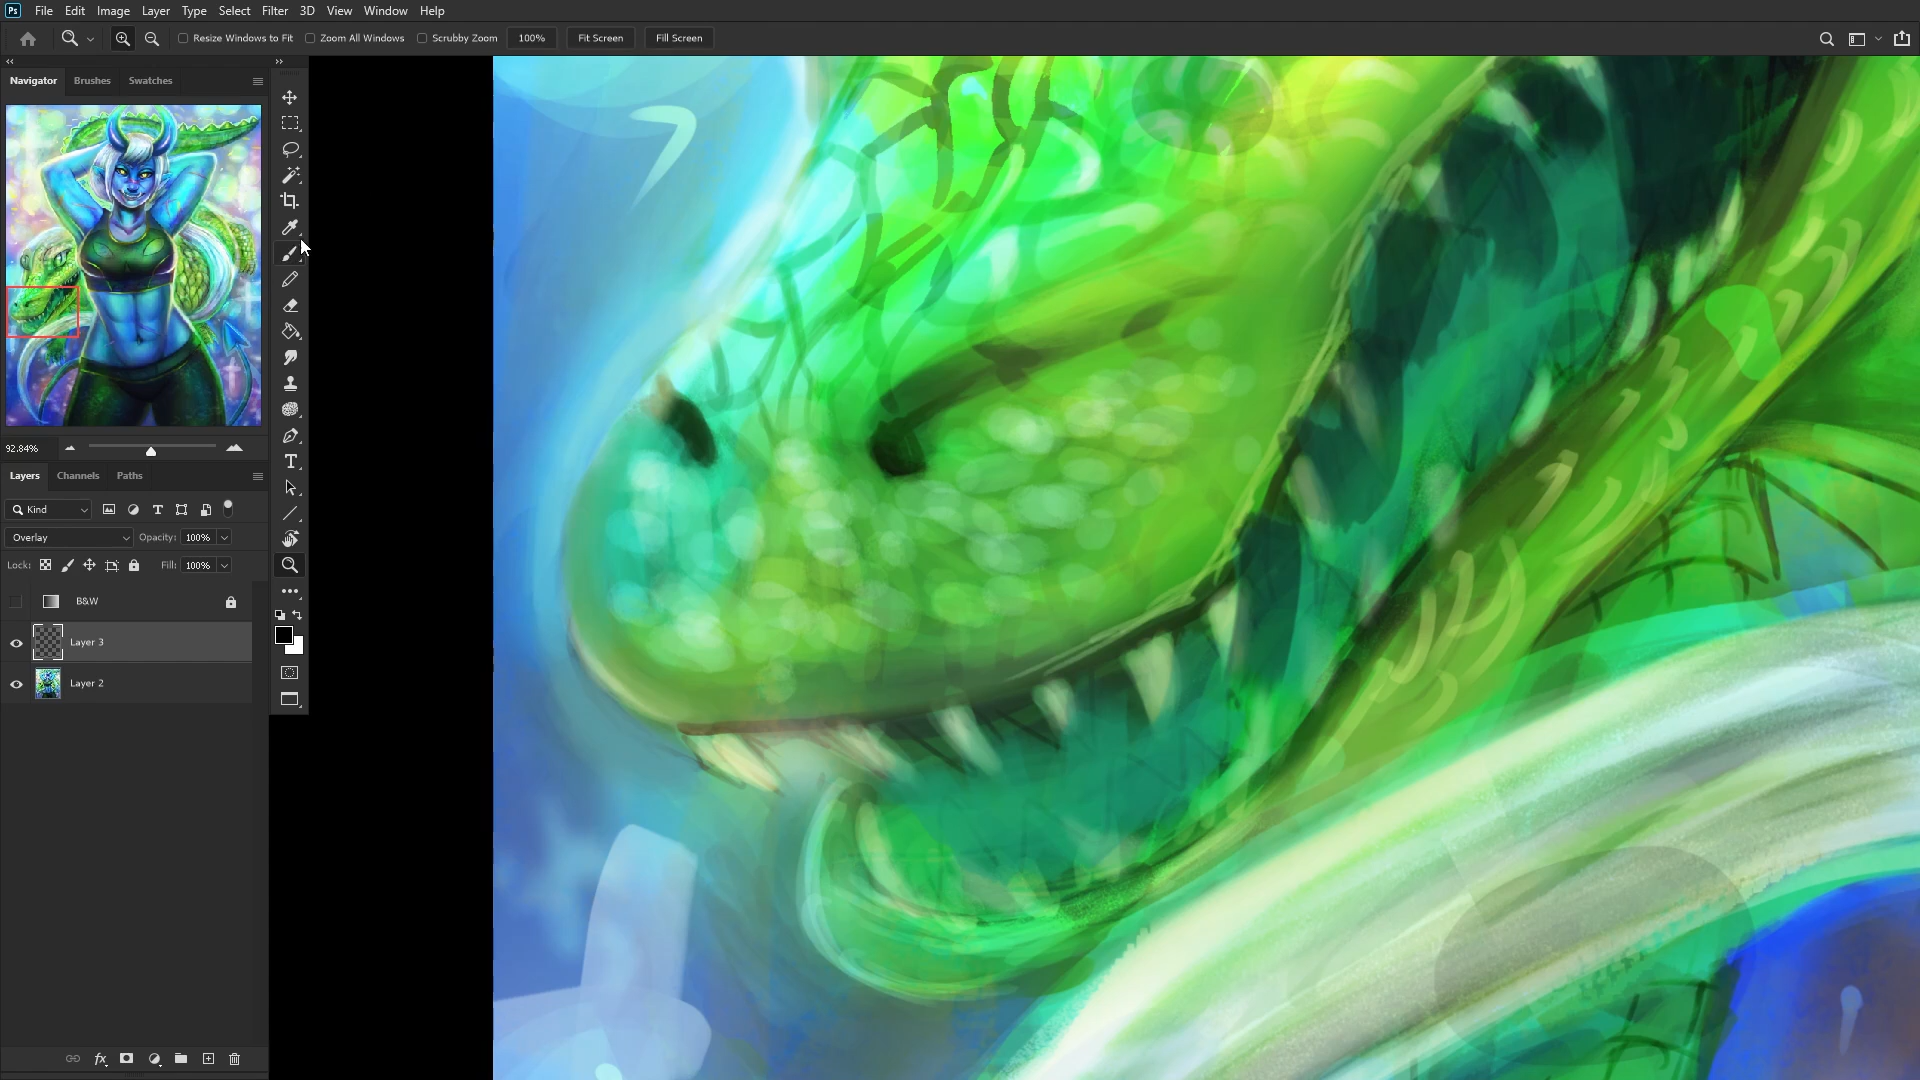 Ps File Edit Image Layer Type Select Filter 3D View Window Help
Resize Windows to Fit Zoom All Windows Scrubby Zoom 100% Fit Screen Fill Screen
Navigator Brushes Swatches
92.84%
Layers Channels Paths
Kind
Overlay Opacity: 100%
Lock: Fill: 100%
B&W
Layer 3
Layer 2
fx